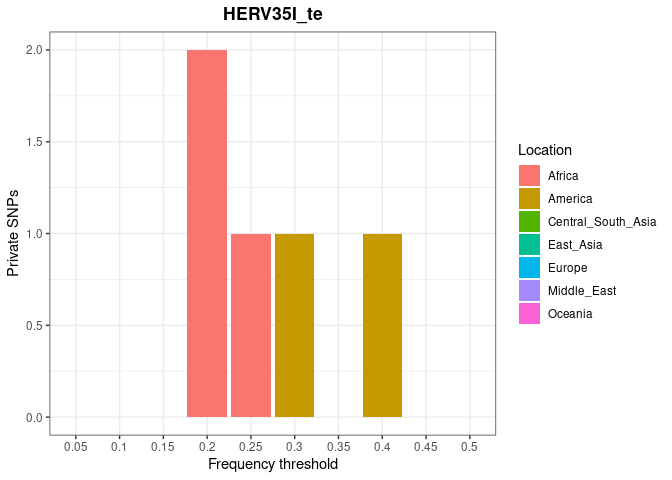 HERV35I_te
Private SNPs
2.0
1.5
1.0
0.5
0.0
0.05 0.1 0.15 0.2 0.25 0.3 0.35 0.4 0.45 0.5
Frequency threshold
Location
Africa
America
Central_South_Asia
East_Asia
Europe
Middle_East
Oceania